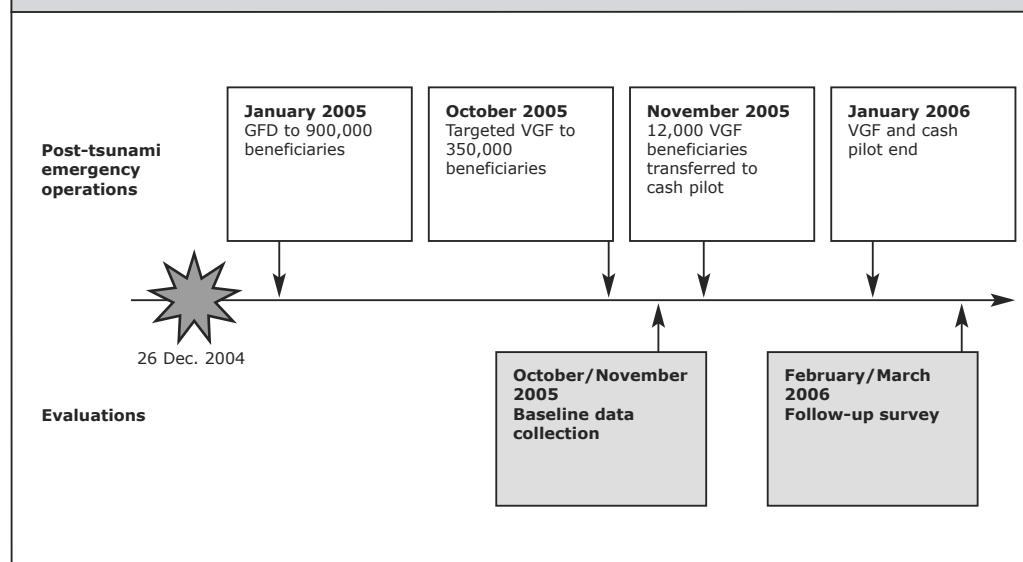 Post-tsunami
emergency
operations
January 2005
GFD to 900,000
beneficiaries
October 2005
Targeted VGF to
350,000
beneficiaries
November 2005
12,000 VGF
beneficiaries
transferred to
cash pilot
January 2006
VGF and cash
pilot end
26 Dec. 2004
Evaluations
October/November
2005
Baseline data
collection
February/March
2006
Follow-up survey